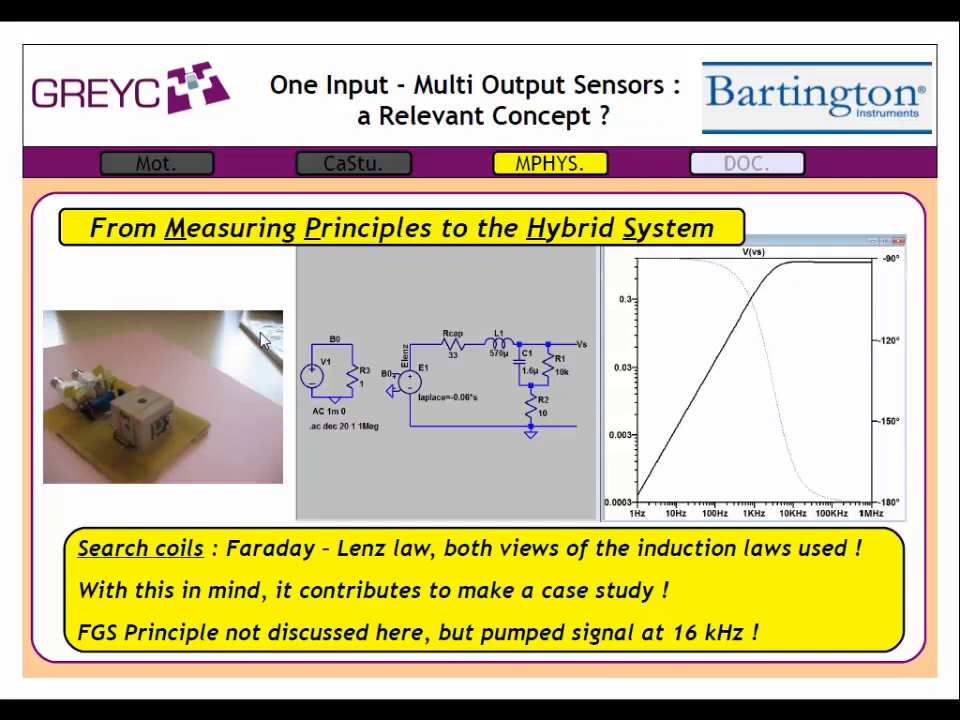 GREYC
One Input - Multi Output Sensors :
a Relevant Concept ?
Bartington®
Instruments
Mot.
CaStu.
MPHYS.
DOC.
From Measuring Principles to the Hybrid System
B0
V1
R3
1
AC 1m 0
.ac dec 20 1 1Meg
Rcap
33
L1
570µ
Vs
Elenz
B0
E1
C1
1.6µ
R1
10k
R2
10
laplace=-0.06*s
V(vs)
0.3
0.03
0.003
0.0003
-90°
-120°
-150°
-180°
1Hz 10Hz 100Hz 1KHz 10KHz 100KHz 1MHz
Search coils : Faraday – Lenz law, both views of the induction laws used !
With this in mind, it contributes to make a case study !
FGS Principle not discussed here, but pumped signal at 16 kHz !